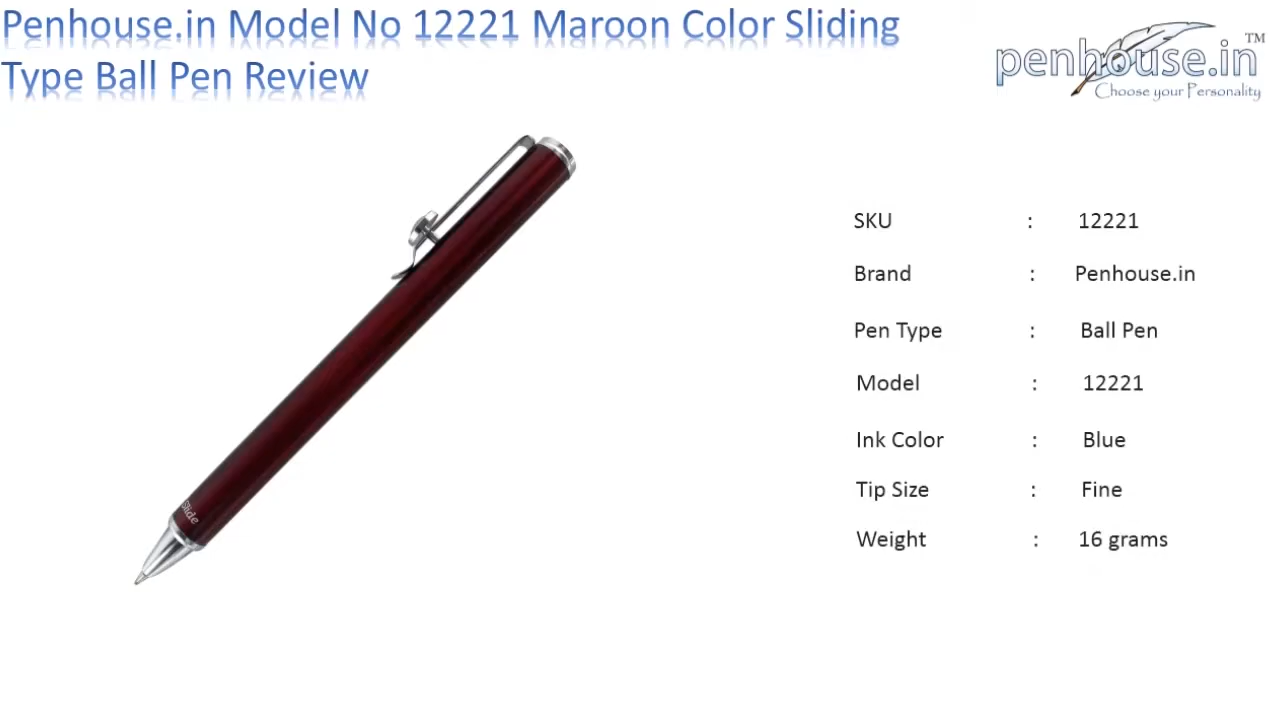 Penhouse.in Model No 12221 Maroon Color Sliding
Type Ball Pen Review
penhouse.in™
Choose your Personality
SKU : 12221
Brand : Penhouse.in
Pen Type : Ball Pen
Model : 12221
Ink Color : Blue
Tip Size : Fine
Weight : 16 grams
Slide